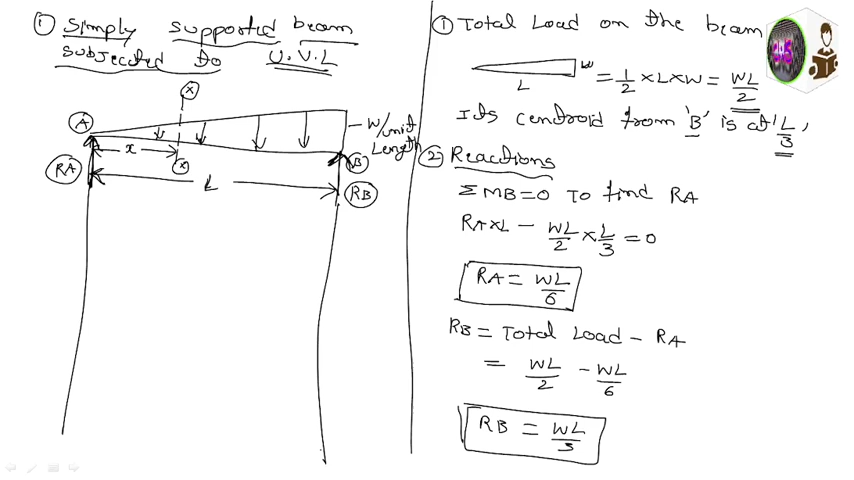 ① Simply supported beam
subjected to U.V.L
x
A
W/unit
Length
x
x
B
RA
L
RB
① Total Load on the beam
W
L
= 1/2 × L × W = WL/2
Its centroid from 'B' is at 'L/3'
② Reactions
ΣMB=0 To find RA
RA×L - WL/2 × L/3 = 0
RA = WL/6
RB = Total Load - RA
= WL/2 - WL/6
RB = WL/3